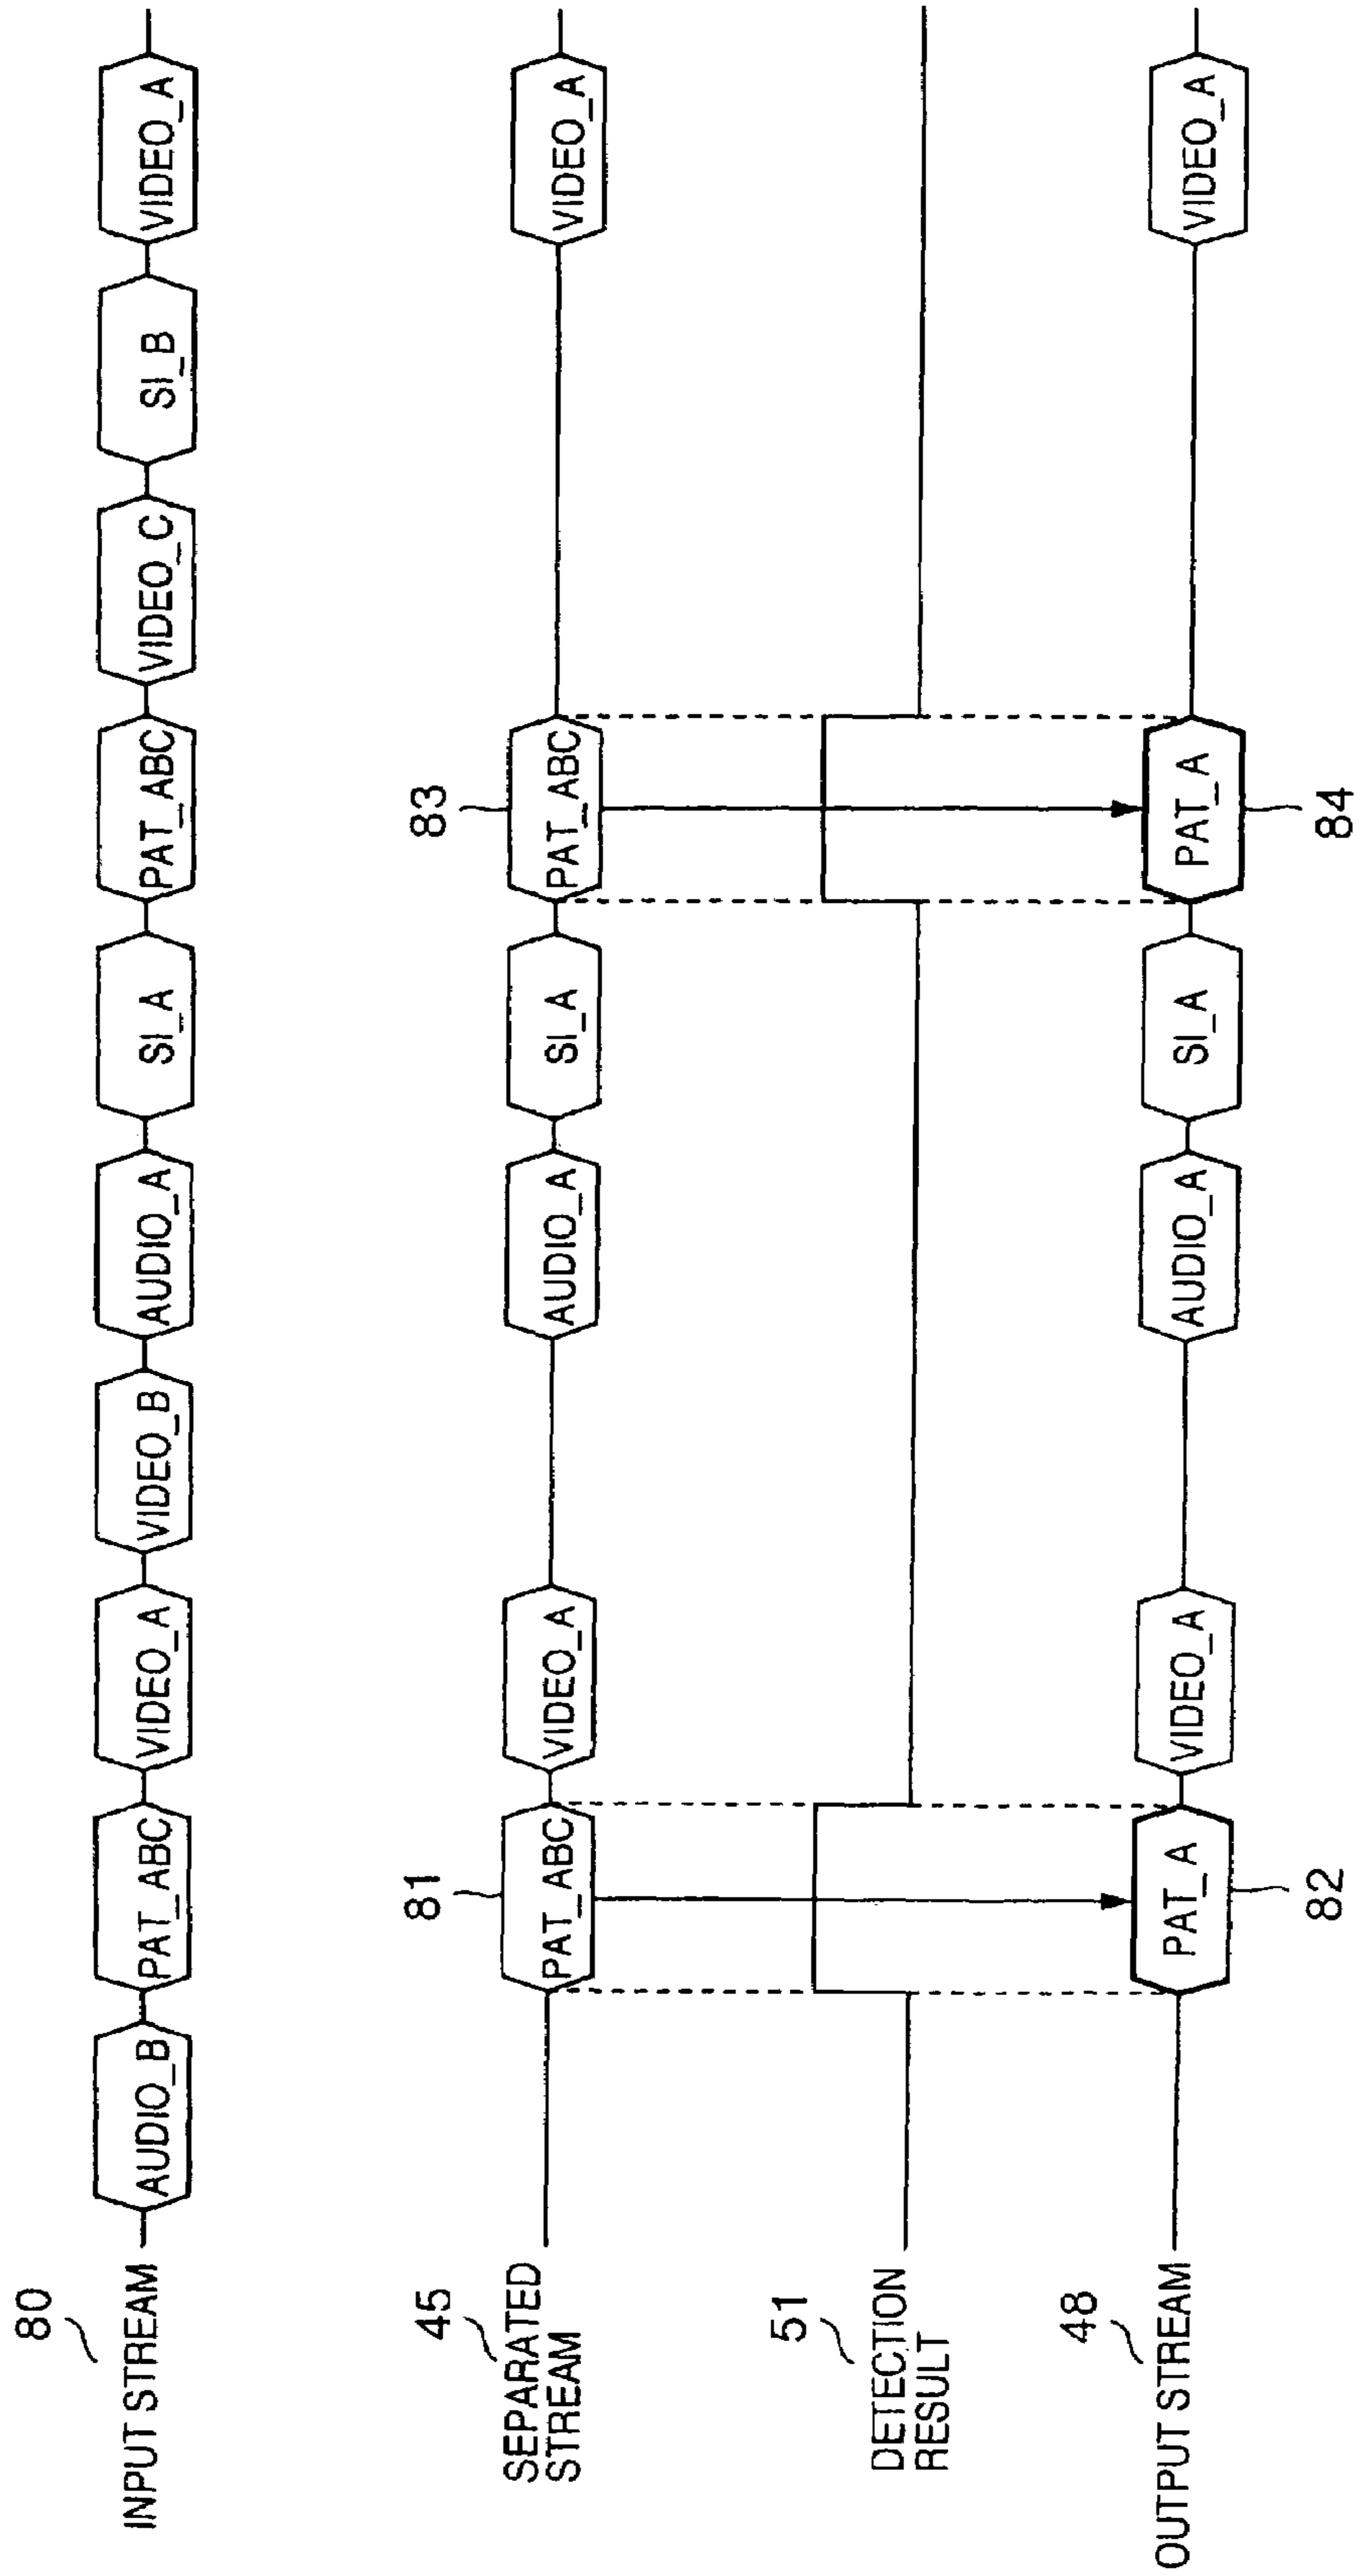 80
INPUT STREAM
AUDIO_B
PAT_ABC
VIDEO_A
VIDEO_B
AUDIO_A
SI_A
PAT_ABC
VIDEO_C
SI_B
VIDEO_A
45
SEPARATED
STREAM
81
PAT_ABC
VIDEO_A
AUDIO_A
SI_A
83
PAT_ABC
VIDEO_A
51
DETECTION
RESULT
48
OUTPUT STREAM
PAT_A
82
VIDEO_A
AUDIO_A
SI_A
PAT_A
84
VIDEO_A